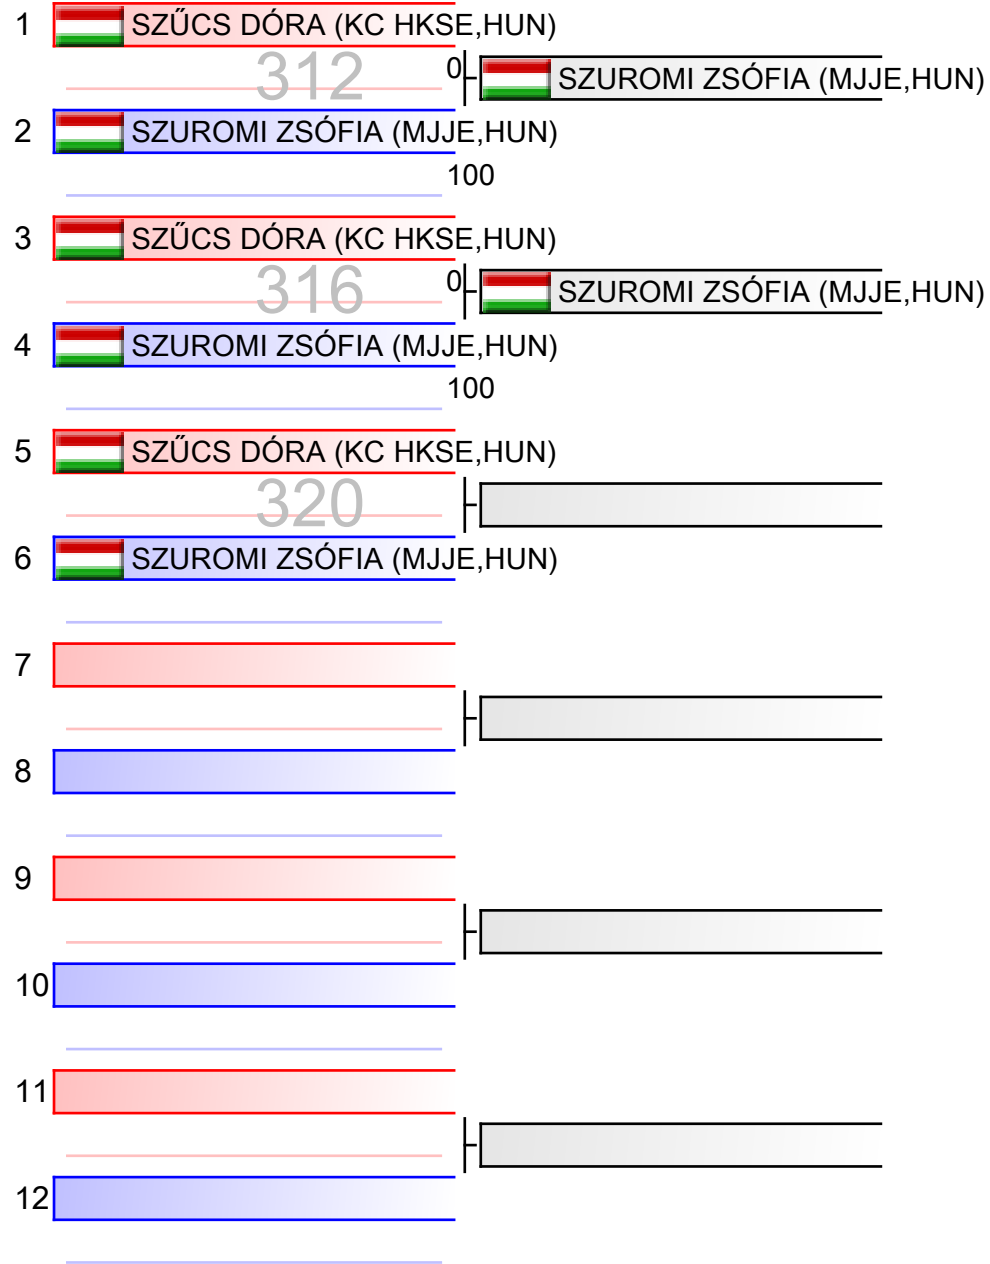 1 SZŰCS DÓRA (KC HKSE,HUN)
312 0 SZUROMI ZSÓFIA (MJJE,HUN)
2 SZUROMI ZSÓFIA (MJJE,HUN)
100
3 SZŰCS DÓRA (KC HKSE,HUN)
316 0 SZUROMI ZSÓFIA (MJJE,HUN)
4 SZUROMI ZSÓFIA (MJJE,HUN)
100
5 SZŰCS DÓRA (KC HKSE,HUN)
320
6 SZUROMI ZSÓFIA (MJJE,HUN)
7
8
9
10
11
12